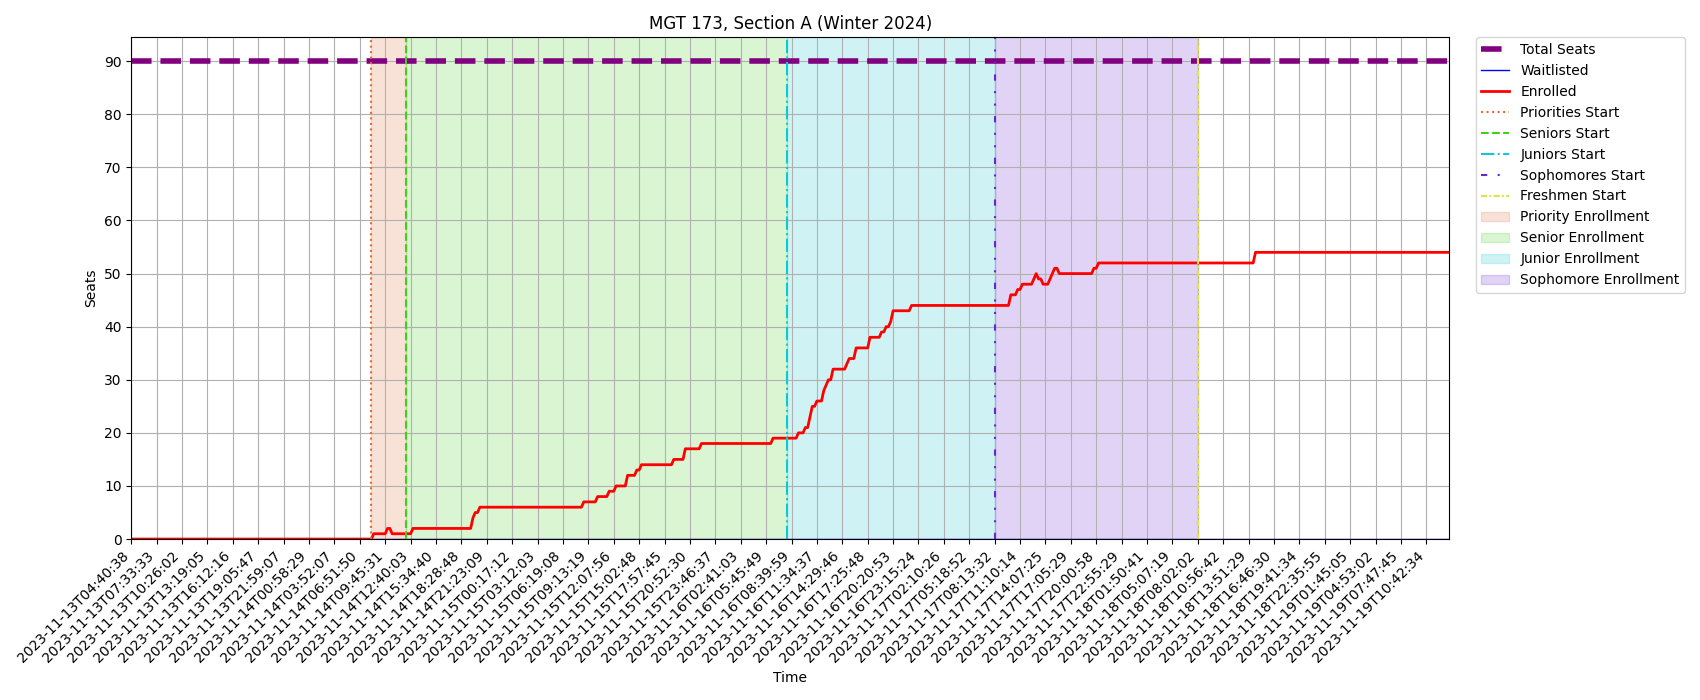 MGT 173, Section A (Winter 2024)
Total Seats
Waitlisted
Enrolled
Priorities Start
Seniors Start
Juniors Start
Sophomores Start
Freshmen Start
Priority Enrollment
Senior Enrollment
Junior Enrollment
Sophomore Enrollment
Seats
90
80
70
60
50
40
30
20
10
0
2023-11-13T04:40:38
2023-11-13T07:33:33
2023-11-13T10:26:02
2023-11-13T13:19:05
2023-11-13T16:12:16
2023-11-13T19:05:47
2023-11-13T21:59:07
2023-11-14T00:58:29
2023-11-14T03:52:07
2023-11-14T06:51:50
2023-11-14T09:45:31
2023-11-14T12:40:03
2023-11-14T15:34:40
2023-11-14T18:28:48
2023-11-14T21:23:09
2023-11-15T00:17:12
2023-11-15T03:12:03
2023-11-15T06:19:08
2023-11-15T09:13:19
2023-11-15T12:07:56
2023-11-15T15:02:48
2023-11-15T17:57:45
2023-11-15T20:52:30
2023-11-15T23:46:37
2023-11-16T02:41:03
2023-11-16T05:45:49
2023-11-16T08:39:59
2023-11-16T11:34:37
2023-11-16T14:29:46
2023-11-16T17:25:48
2023-11-16T20:20:53
2023-11-16T23:15:24
2023-11-17T02:10:26
2023-11-17T05:18:52
2023-11-17T08:13:32
2023-11-17T11:10:14
2023-11-17T14:07:25
2023-11-17T17:05:29
2023-11-17T20:00:58
2023-11-17T22:55:29
2023-11-18T01:50:41
2023-11-18T05:07:19
2023-11-18T08:02:02
2023-11-18T10:56:42
2023-11-18T13:51:29
2023-11-18T16:46:30
2023-11-18T19:41:34
2023-11-18T22:35:55
2023-11-19T01:45:05
2023-11-19T04:53:02
2023-11-19T07:47:45
2023-11-19T10:42:34
Time